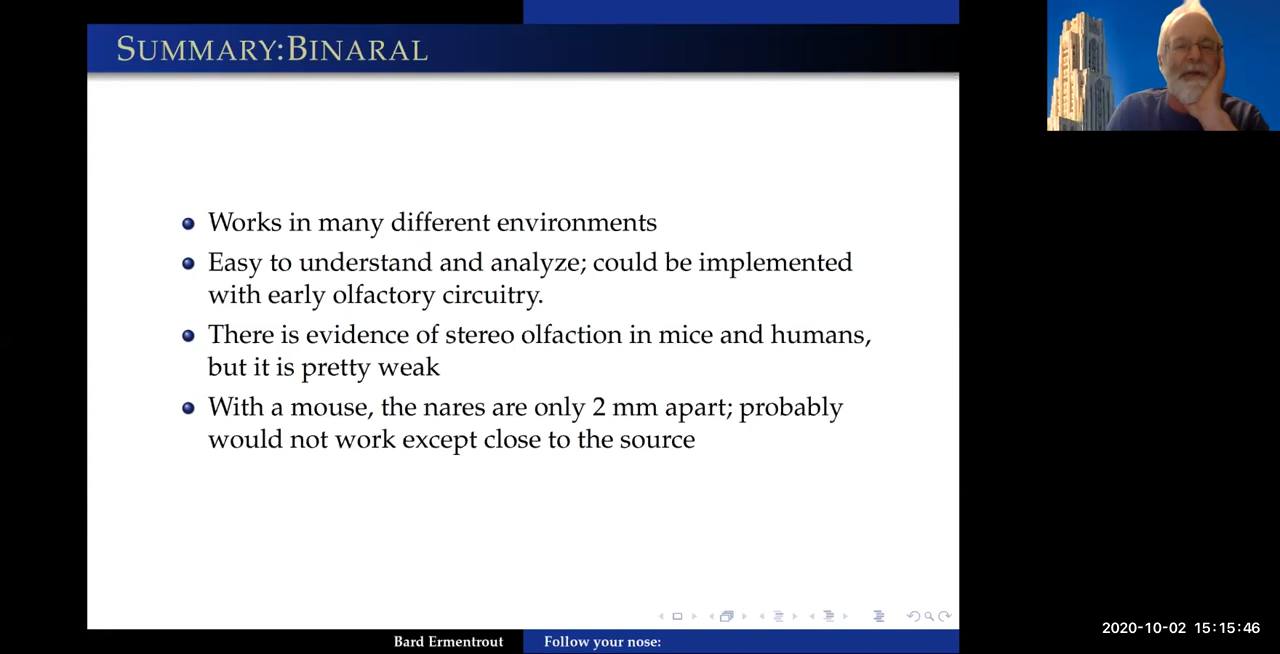 SUMMARY:BINARAL
Works in many different environments
Easy to understand and analyze; could be implemented
with early olfactory circuitry.
There is evidence of stereo olfaction in mice and humans,
but it is pretty weak
With a mouse, the nares are only 2 mm apart; probably
would not work except close to the source
Bard Ermentrout
Follow your nose:
2020-10-02 15:15:46